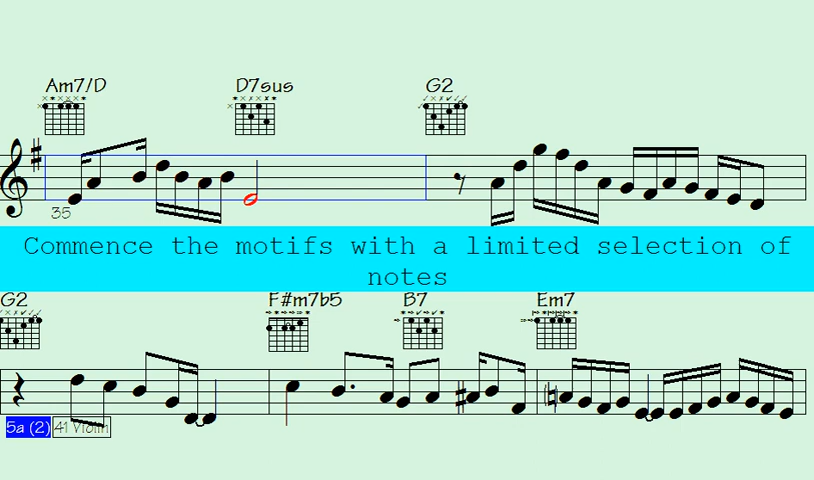 Am7/D D7sus G2
35
Commence the motifs with a limited selection of
notes
G2 F#m7b5 B7 Em7
5a (2) 41 Violin